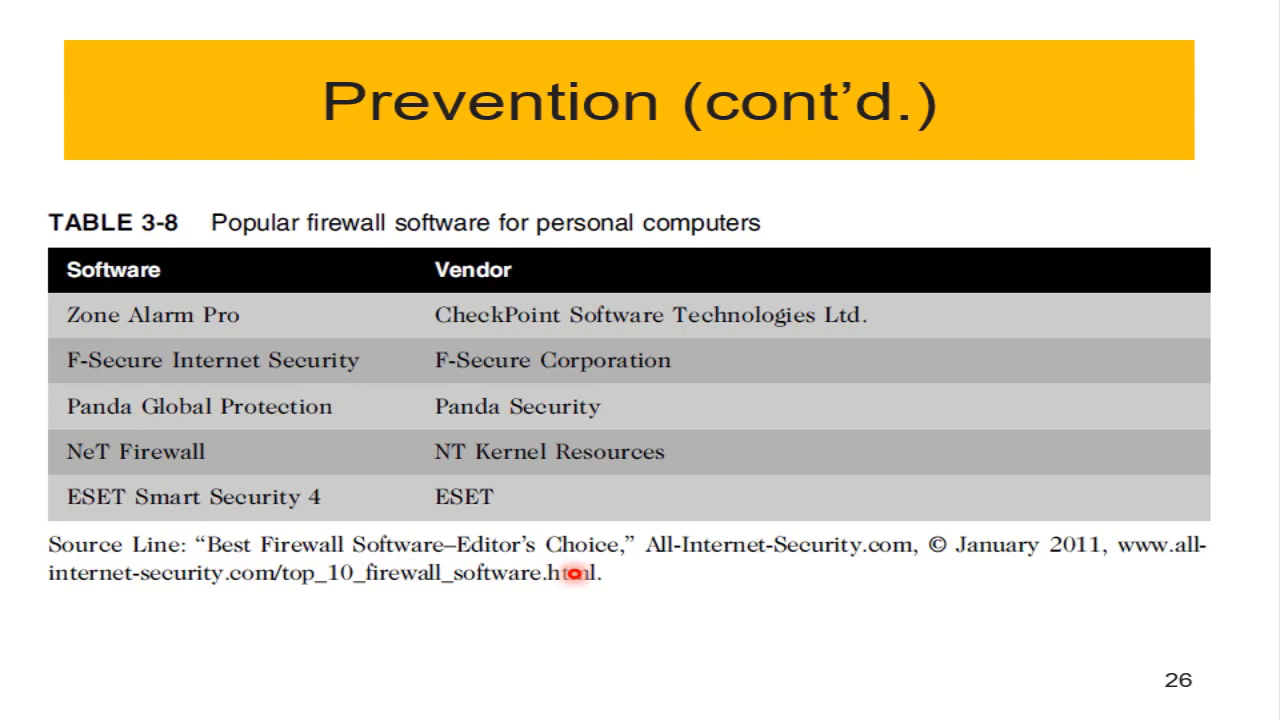 Prevention (cont’d.)
TABLE 3-8 Popular firewall software for personal computers
Software Vendor
Zone Alarm Pro CheckPoint Software Technologies Ltd.
F-Secure Internet Security F-Secure Corporation
Panda Global Protection Panda Security
NeT Firewall NT Kernel Resources
ESET Smart Security 4 ESET
Source Line: “Best Firewall Software–Editor’s Choice,” All-Internet-Security.com, © January 2011, www.all-
internet-security.com/top_10_firewall_software.html.
26